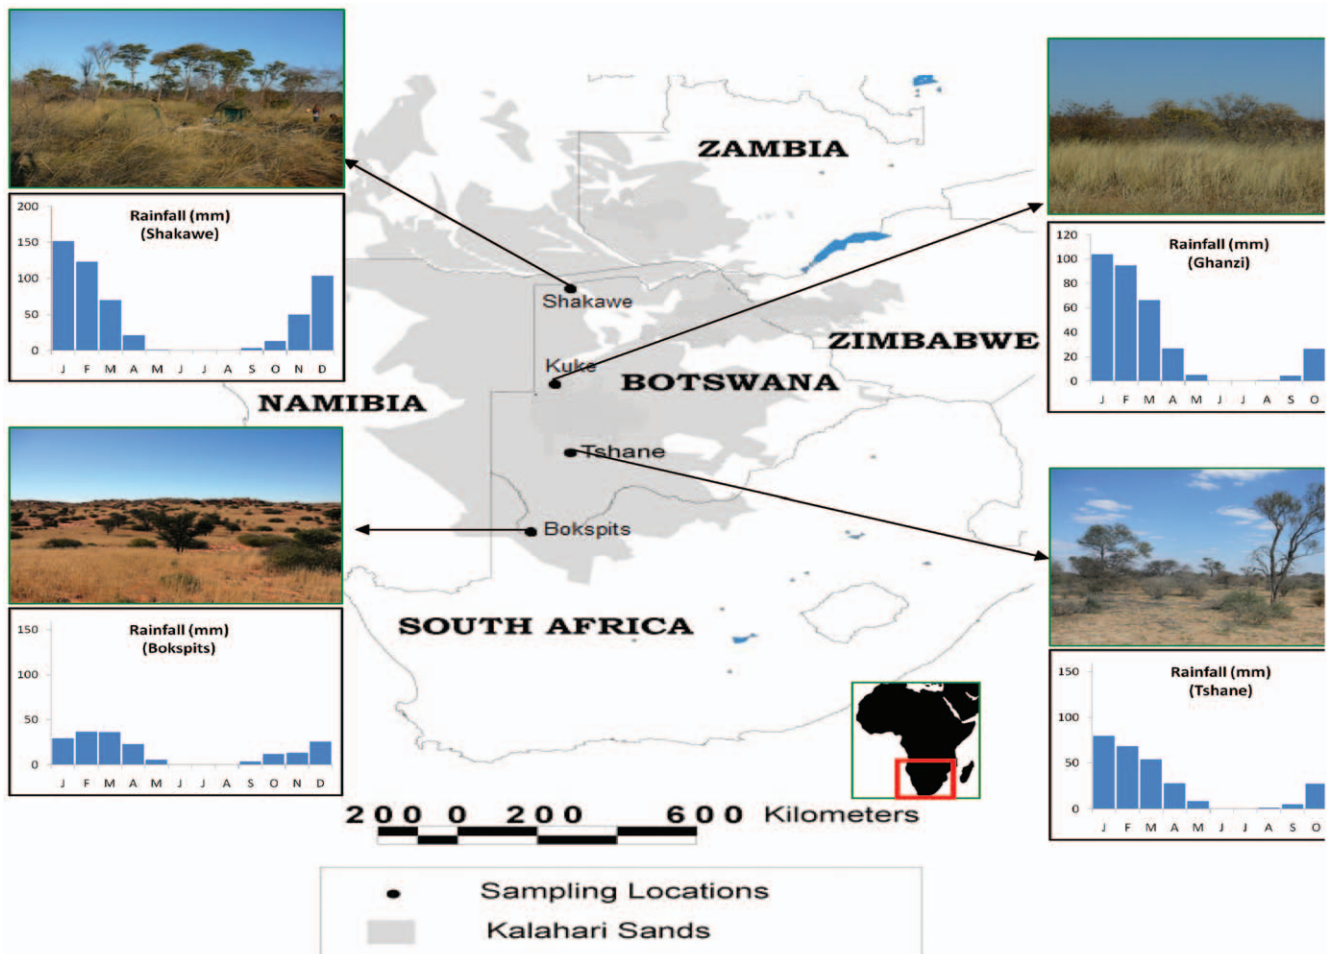 Rainfall (mm)
(Shakawe)
200
150
100
50
0
J F M A M J J A S O N D
Rainfall (mm)
(Ghanzi)
120
100
80
60
40
20
0
J F M A M J J A S O
ZAMBIA
Shakawe
ZIMBABWE
Kuke
BOTSWANA
NAMIBIA
Tshane
Bokspits
SOUTH AFRICA
Rainfall (mm)
(Bokspits)
150
100
50
0
J F M A M J J A S O N D
Rainfall (mm)
(Tshane)
150
100
50
0
J F M A M J J A S O
200 0 200 600 Kilometers
Sampling Locations
Kalahari Sands